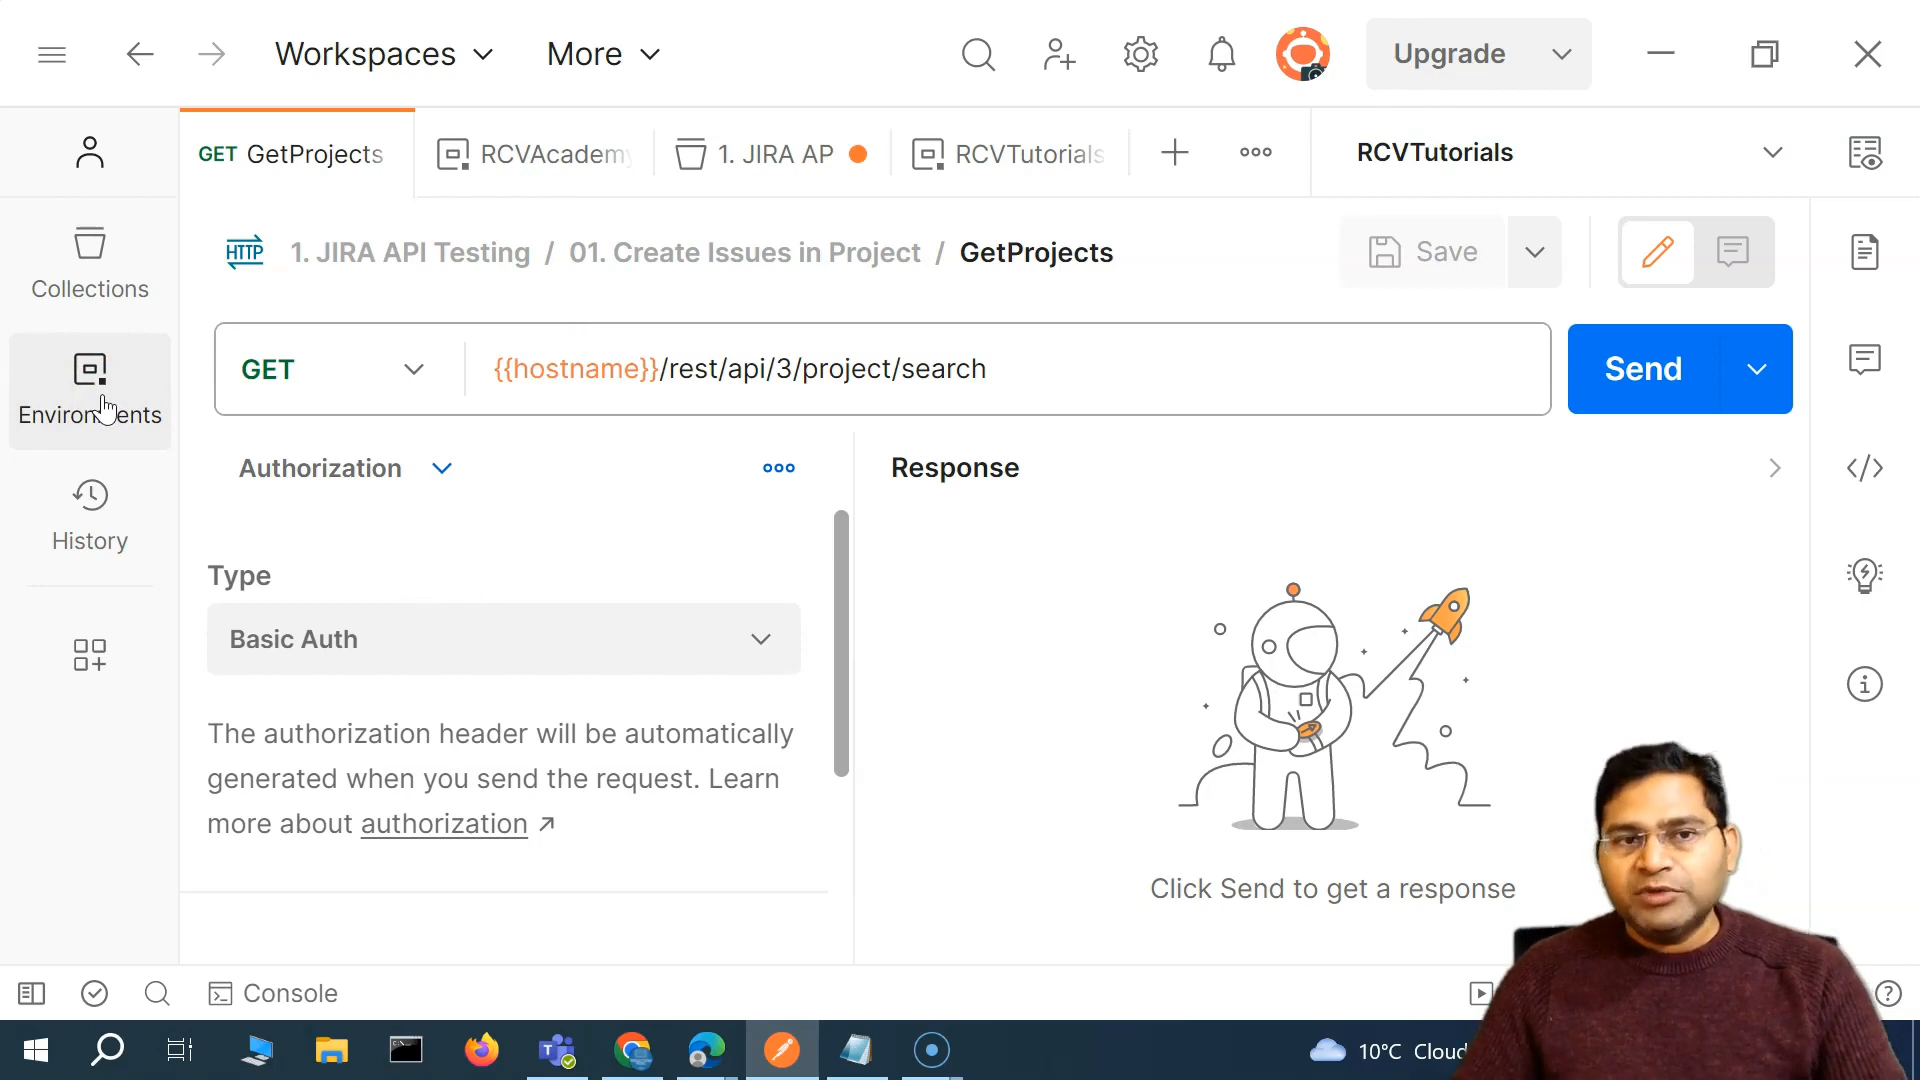 Workspaces More Upgrade
GET GetProjects RCVAcademy 1. JIRA AP RCVTutorials RCVTutorials
HTTP 1. JIRA API Testing / 01. Create Issues in Project / GetProjects Save
Collections
GET {{hostname}}/rest/api/3/project/search Send
Environments
Authorization Response
History
Type
Basic Auth
The authorization header will be automatically
generated when you send the request. Learn
more about authorization
Click Send to get a response
Console
10°C Cloud